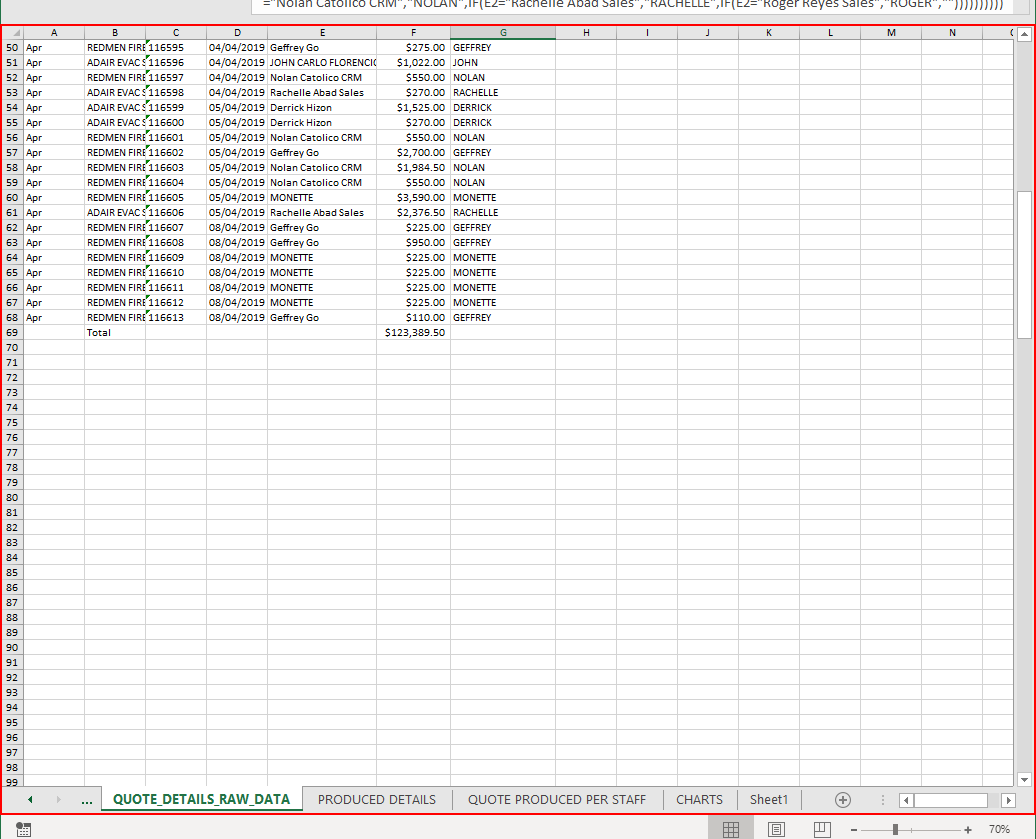 ="Nolan Catolico CRM","NOLAN",IF(E2="Rachelle Abad Sales","RACHELLE",IF(E2="Roger Reyes Sales","ROGER",""))))))))))
A B C D E F G H I J K L M N
50 Apr REDMEN FIRE 116595 04/04/2019 Geffrey Go $275.00 GEFFREY
51 Apr ADAIR EVAC S 116596 04/04/2019 JOHN CARLO FLORENCIO $1,022.00 JOHN
52 Apr REDMEN FIRE 116597 04/04/2019 Nolan Catolico CRM $550.00 NOLAN
53 Apr ADAIR EVAC S 116598 04/04/2019 Rachelle Abad Sales $270.00 RACHELLE
54 Apr ADAIR EVAC S 116599 05/04/2019 Derrick Hizon $1,525.00 DERRICK
55 Apr ADAIR EVAC S 116600 05/04/2019 Derrick Hizon $270.00 DERRICK
56 Apr REDMEN FIRE 116601 05/04/2019 Nolan Catolico CRM $550.00 NOLAN
57 Apr REDMEN FIRE 116602 05/04/2019 Geffrey Go $2,700.00 GEFFREY
58 Apr REDMEN FIRE 116603 05/04/2019 Nolan Catolico CRM $1,984.50 NOLAN
59 Apr REDMEN FIRE 116604 05/04/2019 Nolan Catolico CRM $550.00 NOLAN
60 Apr REDMEN FIRE 116605 05/04/2019 MONETTE $3,590.00 MONETTE
61 Apr ADAIR EVAC S 116606 05/04/2019 Rachelle Abad Sales $2,376.50 RACHELLE
62 Apr REDMEN FIRE 116607 08/04/2019 Geffrey Go $225.00 GEFFREY
63 Apr REDMEN FIRE 116608 08/04/2019 Geffrey Go $950.00 GEFFREY
64 Apr REDMEN FIRE 116609 08/04/2019 MONETTE $225.00 MONETTE
65 Apr REDMEN FIRE 116610 08/04/2019 MONETTE $225.00 MONETTE
66 Apr REDMEN FIRE 116611 08/04/2019 MONETTE $225.00 MONETTE
67 Apr REDMEN FIRE 116612 08/04/2019 MONETTE $225.00 MONETTE
68 Apr REDMEN FIRE 116613 08/04/2019 Geffrey Go $110.00 GEFFREY
69 Total $123,389.50
70
71
72
73
74
75
76
77
78
79
80
81
82
83
84
85
86
87
88
89
90
91
92
93
94
95
96
97
98
99
... QUOTE_DETAILS_RAW_DATA PRODUCED DETAILS QUOTE PRODUCED PER STAFF CHARTS Sheet1
70%